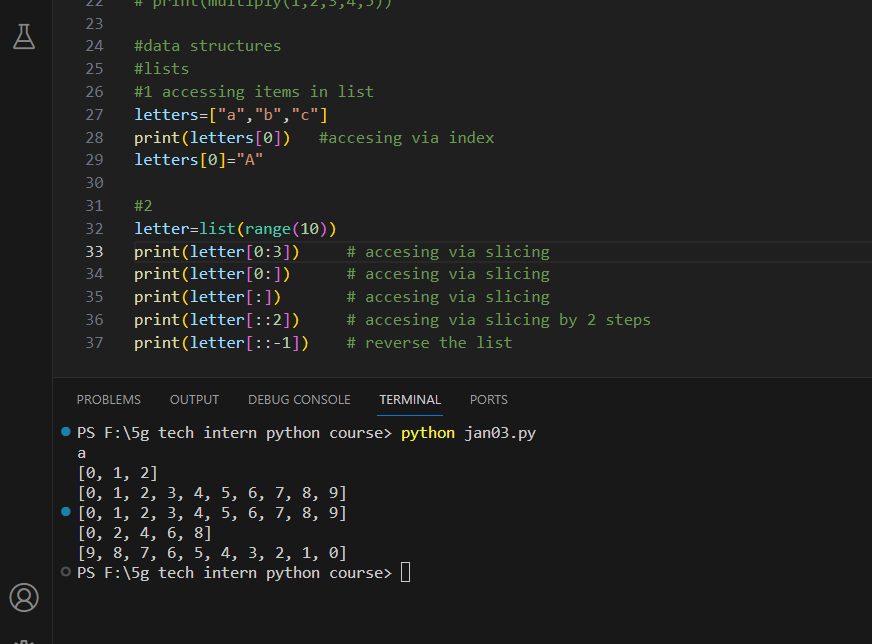 22 # print(multiply(1,2,3,4,5))
23
24 #data structures
25 #lists
26 #1 accessing items in list
27 letters=["a","b","c"]
28 print(letters[0])   #accesing via index
29 letters[0]="A"
30
31 #2
32 letter=list(range(10))
33 print(letter[0:3])     # accesing via slicing
34 print(letter[0:])      # accesing via slicing
35 print(letter[:])       # accesing via slicing
36 print(letter[::2])     # accesing via slicing by 2 steps
37 print(letter[::-1])    # reverse the list
PROBLEMS OUTPUT DEBUG CONSOLE TERMINAL PORTS
PS F:\5g tech intern python course> python jan03.py
a
[0, 1, 2]
[0, 1, 2, 3, 4, 5, 6, 7, 8, 9]
[0, 1, 2, 3, 4, 5, 6, 7, 8, 9]
[0, 2, 4, 6, 8]
[9, 8, 7, 6, 5, 4, 3, 2, 1, 0]
PS F:\5g tech intern python course>